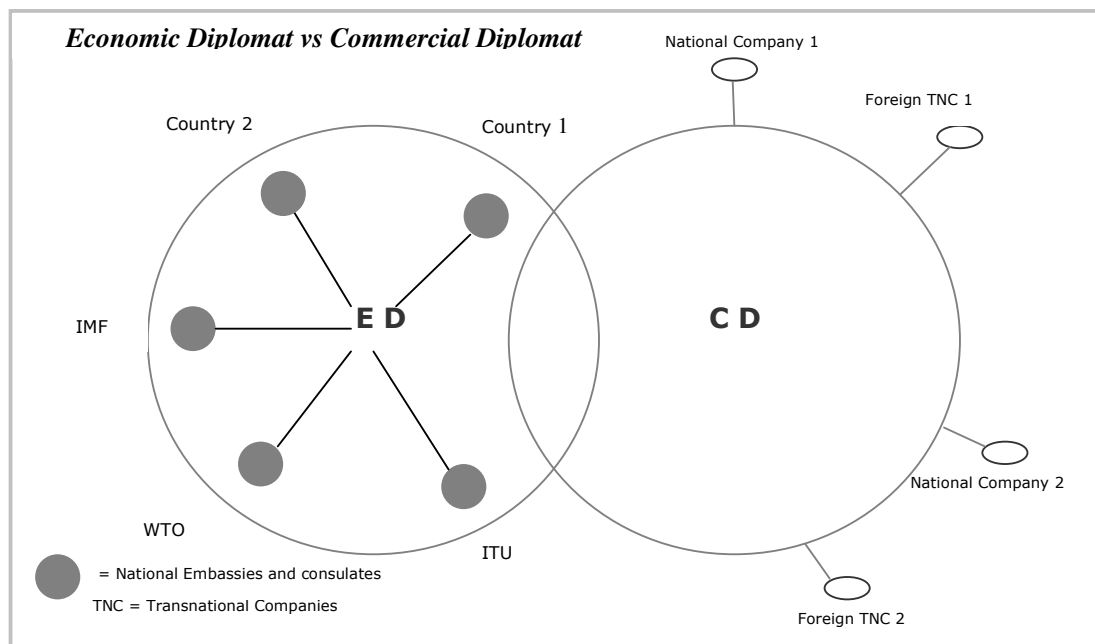 Economic Diplomat vs Commercial Diplomat
National Company 1
Foreign TNC 1
Country 2
Country 1
IMF
E D
C D
National Company 2
WTO
ITU
= National Embassies and consulates
TNC = Transnational Companies
Foreign TNC 2